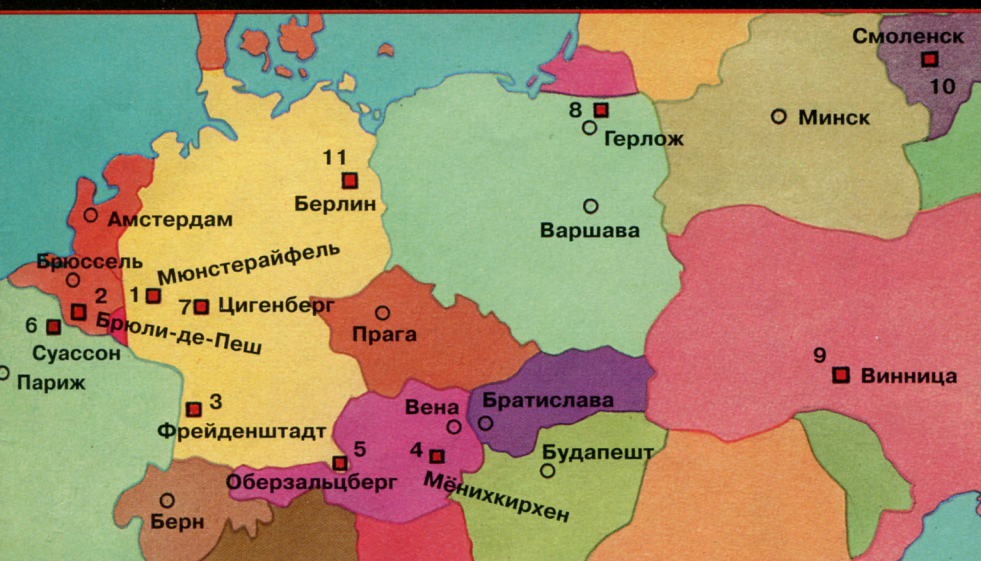 Смоленск
10
8
Герлож
Минск
11
Берлин
Амстердам
Варшава
Брюссель
Мюнстерайфель
1
2
7 Цигенберг
Брюли-де-Пеш
6
Суассон
Прага
Париж
9
Винница
3
Фрейденштадт
Вена
Братислава
5
4
Оберзальцберг
Мёнихкирхен
Будапешт
Берн